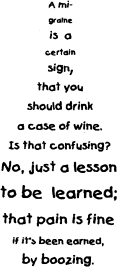 A mi-
graine
is a
certain
sign,
that you
should drink
a case of wine.
Is that confusing?
No, just a lesson
to be learned;
that pain is fine
if it's been earned,
by boozing.